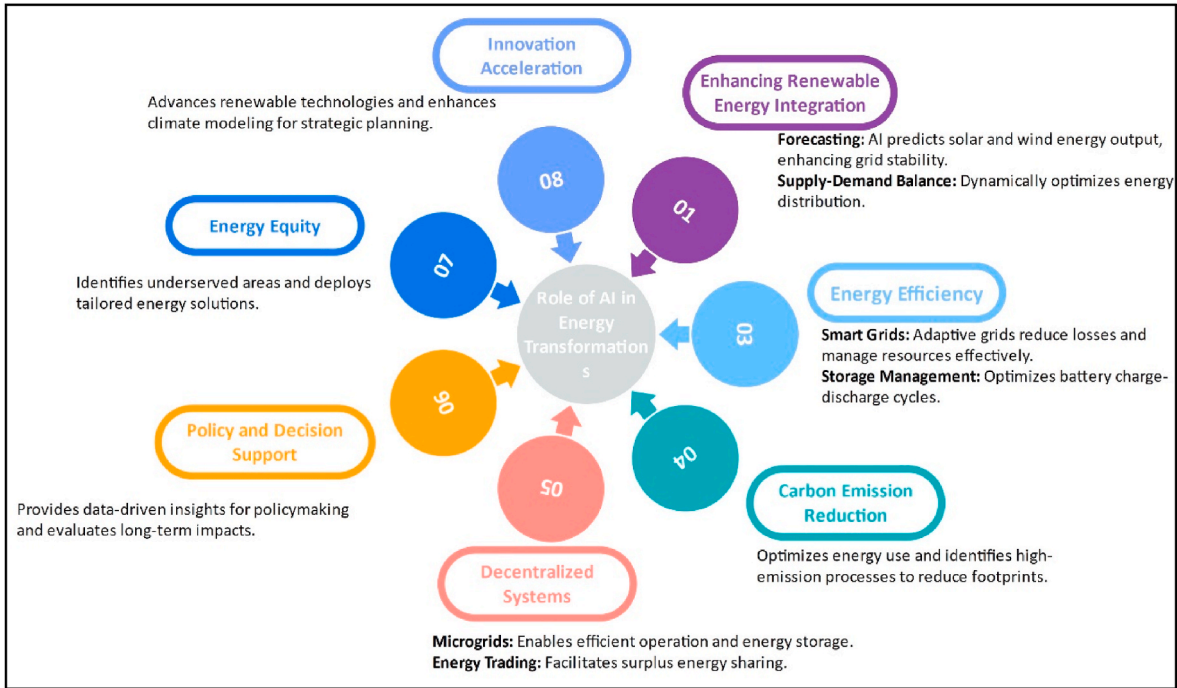 Innovation
Acceleration
Advances renewable technologies and enhances
climate modeling for strategic planning.
08
Enhancing Renewable
Energy Integration
Forecasting: AI predicts solar and wind energy output,
enhancing grid stability.
Supply-Demand Balance: Dynamically optimizes energy
distribution.
01
Energy Equity
Identifies underserved areas and deploys
tailored energy solutions.
07
Role of AI in
Energy
Transformation
s
Energy Efficiency
Smart Grids: Adaptive grids reduce losses and
manage resources effectively.
Storage Management: Optimizes battery charge-
discharge cycles.
03
Policy and Decision
Support
Provides data-driven insights for policymaking
and evaluates long-term impacts.
06
04
Carbon Emission
Reduction
Optimizes energy use and identifies high-
emission processes to reduce footprints.
05
Decentralized
Systems
Microgrids: Enables efficient operation and energy storage.
Energy Trading: Facilitates surplus energy sharing.